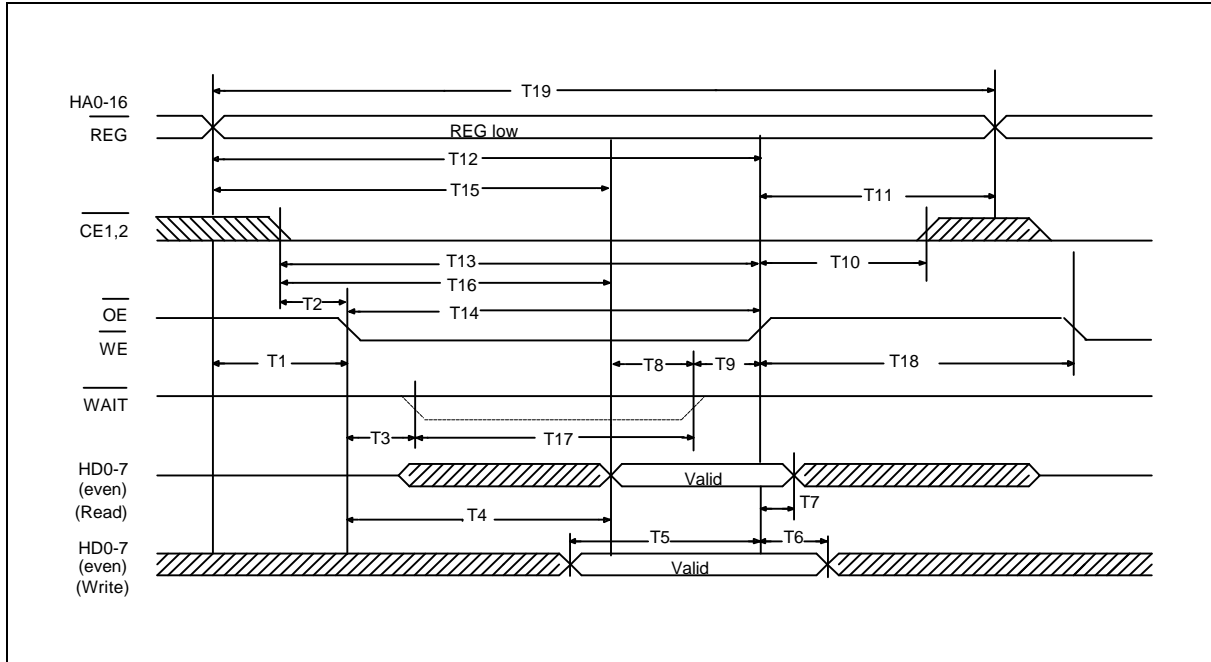 T19
HA0-16
REG
REG low
T12
T15
T11
CE1,2
T13
T10
T16
T2
OE
T14
WE
T1
T8
T9
T18
WAIT
T3
T17
HD0-7
(even)
(Read)
Valid
T7
T4
HD0-7
(even)
(Write)
T5
T6
Valid